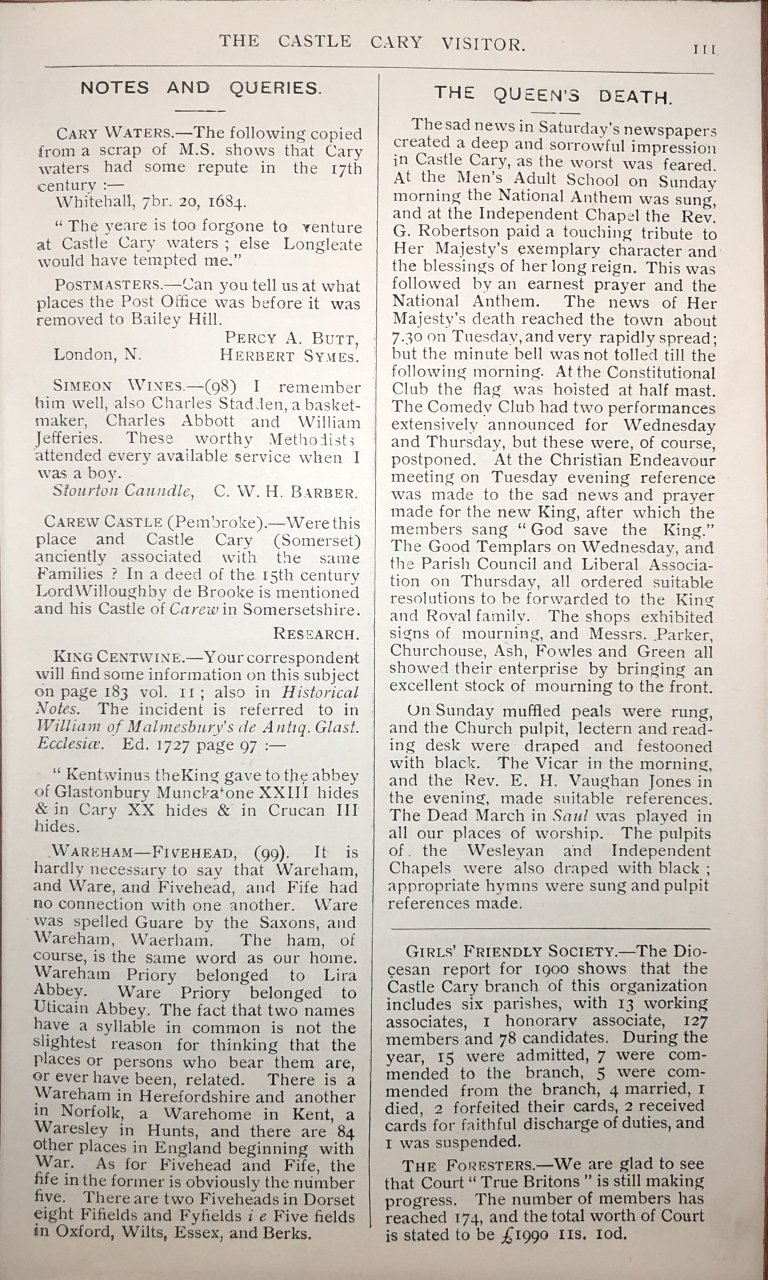 THE CASTLE CARY VISITOR.
111
NOTES AND QUERIES.
CARY WATERS.—The following copied
from a scrap of M.S. shows that Cary
waters had some repute in the 17th
century :—
Whitehall, 7br. 20, 1684.
“ The yeare is too forgone to venture
at Castle Cary waters ; else Longleate
would have tempted me.”
POSTMASTERS.—Can you tell us at what
places the Post Office was before it was
removed to Bailey Hill.
PERCY A. BUTT,
London, N. HERBERT SYMES.
SIMEON WINES.—(98) I remember
him well, also Charles Stadden, a basket-
maker, Charles Abbott and William
Jefferies. These worthy Methodists
attended every available service when I
was a boy.
Stourton Caundle, C. W. H. BARBER.
CAREW CASTLE (Pembroke).—Were this
place and Castle Cary (Somerset)
anciently associated with the same
Families ? In a deed of the 15th century
Lord Willoughby de Brooke is mentioned
and his Castle of Carew in Somersetshire.
RESEARCH.
KING CENTWINE.—Your correspondent
will find some information on this subject
on page 183 vol. 11 ; also in Historical
Notes. The incident is referred to in
William of Malmesbury's de Antiq. Glast.
Ecclesiæ. Ed. 1727 page 97 :—
“ Kentwinus the King gave to the abbey
of Glastonbury XXIII hides
& in Cary XX hides & in Crucan III
hides.
WAREHAM—FIVEHEAD, (99). It is
hardly necessary to say that Wareham,
and Ware, and Fivehead, and Fife had
no connection with one another. Ware
was spelled Guare by the Saxons, and
Wareham, Waerham. The ham, of
course, is the same word as our home.
Wareham Priory belonged to Lira
Abbey. Ware Priory belonged to
Uticain Abbey. The fact that two names
have a syllable in common is not the
slightest reason for thinking that the
places or persons who bear them are,
or ever have been, related. There is a
Wareham in Herefordshire and another
in Norfolk, a Warehome in Kent, a
Waresley in Hunts, and there are 84
other places in England beginning with
War. As for Fivehead and Fife, the
fife in the former is obviously the number
five. There are two Fiveheads in Dorset
eight Fifields and Fyfields i e Five fields
in Oxford, Wilts, Essex, and Berks.
THE QUEEN'S DEATH.
The sad news in Saturday's newspapers
created a deep and sorrowful impression
in Castle Cary, as the worst was feared.
At the Men's Adult School on Sunday
morning the National Anthem was sung,
and at the Independent Chapel the Rev.
G. Robertson paid a touching tribute to
Her Majesty's exemplary character and
the blessings of her long reign. This was
followed by an earnest prayer and the
National Anthem. The news of Her
Majesty's death reached the town about
7.30 on Tuesday, and very rapidly spread;
but the minute bell was not tolled till the
following morning. At the Constitutional
Club the flag was hoisted at half mast.
The Comedy Club had two performances
extensively announced for Wednesday
and Thursday, but these were, of course,
postponed. At the Christian Endeavour
meeting on Tuesday evening reference
was made to the sad news and prayer
made for the new King, after which the
members sang “ God save the King.”
The Good Templars on Wednesday, and
the Parish Council and Liberal Associa-
tion on Thursday, all ordered suitable
resolutions to be forwarded to the King
and Royal family. The shops exhibited
signs of mourning, and Messrs. Parker,
Churchouse, Ash, Fowles and Green all
showed their enterprise by bringing an
excellent stock of mourning to the front.
On Sunday muffled peals were rung,
and the Church pulpit, lectern and read-
ing desk were draped and festooned
with black. The Vicar in the morning,
and the Rev. E. H. Vaughan Jones in
the evening, made suitable references.
The Dead March in Saul was played in
all our places of worship. The pulpits
of the Wesleyan and Independent
Chapels were also draped with black ;
appropriate hymns were sung and pulpit
references made.
GIRLS' FRIENDLY SOCIETY.—The Dio-
cesan report for 1900 shows that the
Castle Cary branch of this organization
includes six parishes, with 13 working
associates, 1 honorary associate, 127
members and 78 candidates. During the
year, 15 were admitted, 7 were com-
mended to the branch, 5 were com-
mended from the branch, 4 married, 1
died, 2 forfeited their cards, 2 received
cards for faithful discharge of duties, and
1 was suspended.
THE FORESTERS.—We are glad to see
that Court “ True Britons ” is still making
progress. The number of members has
reached 174, and the total worth of Court
is stated to be £1990 11s. 10d.